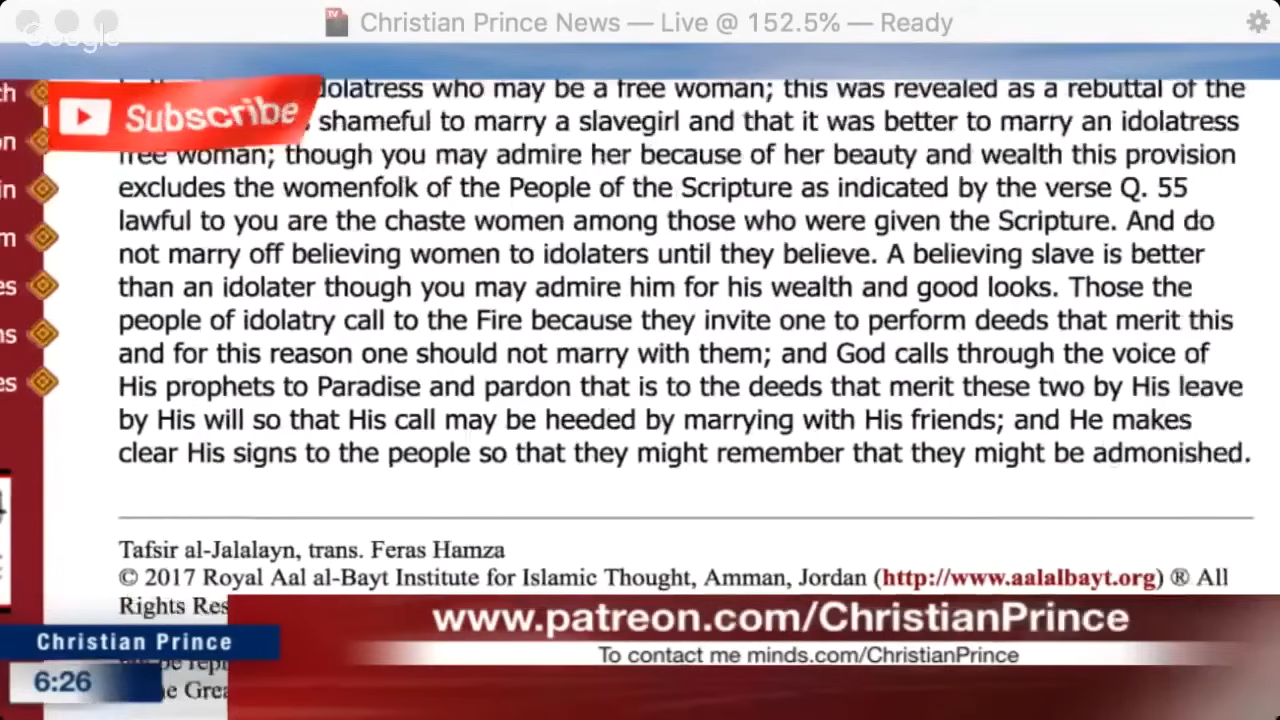 Christian Prince News — Live @ 152.5% — Ready
Google
Subscribe
dolatress who may be a free woman; this was revealed as a rebuttal of the
shameful to marry a slavegirl and that it was better to marry an idolatress
free woman; though you may admire her because of her beauty and wealth this provision
excludes the womenfolk of the People of the Scripture as indicated by the verse Q. 55
lawful to you are the chaste women among those who were given the Scripture. And do
not marry off believing women to idolaters until they believe. A believing slave is better
than an idolater though you may admire him for his wealth and good looks. Those the
people of idolatry call to the Fire because they invite one to perform deeds that merit this
and for this reason one should not marry with them; and God calls through the voice of
His prophets to Paradise and pardon that is to the deeds that merit these two by His leave
by His will so that His call may be heeded by marrying with His friends; and He makes
clear His signs to the people so that they might remember that they might be admonished.
Tafsir al-Jalalayn, trans. Feras Hamza
© 2017 Royal Aal al-Bayt Institute for Islamic Thought, Amman, Jordan (http://www.aalalbayt.org) ® All
Rights Res
www.patreon.com/ChristianPrince
To contact me minds.com/ChristianPrince
Christian Prince
6:26